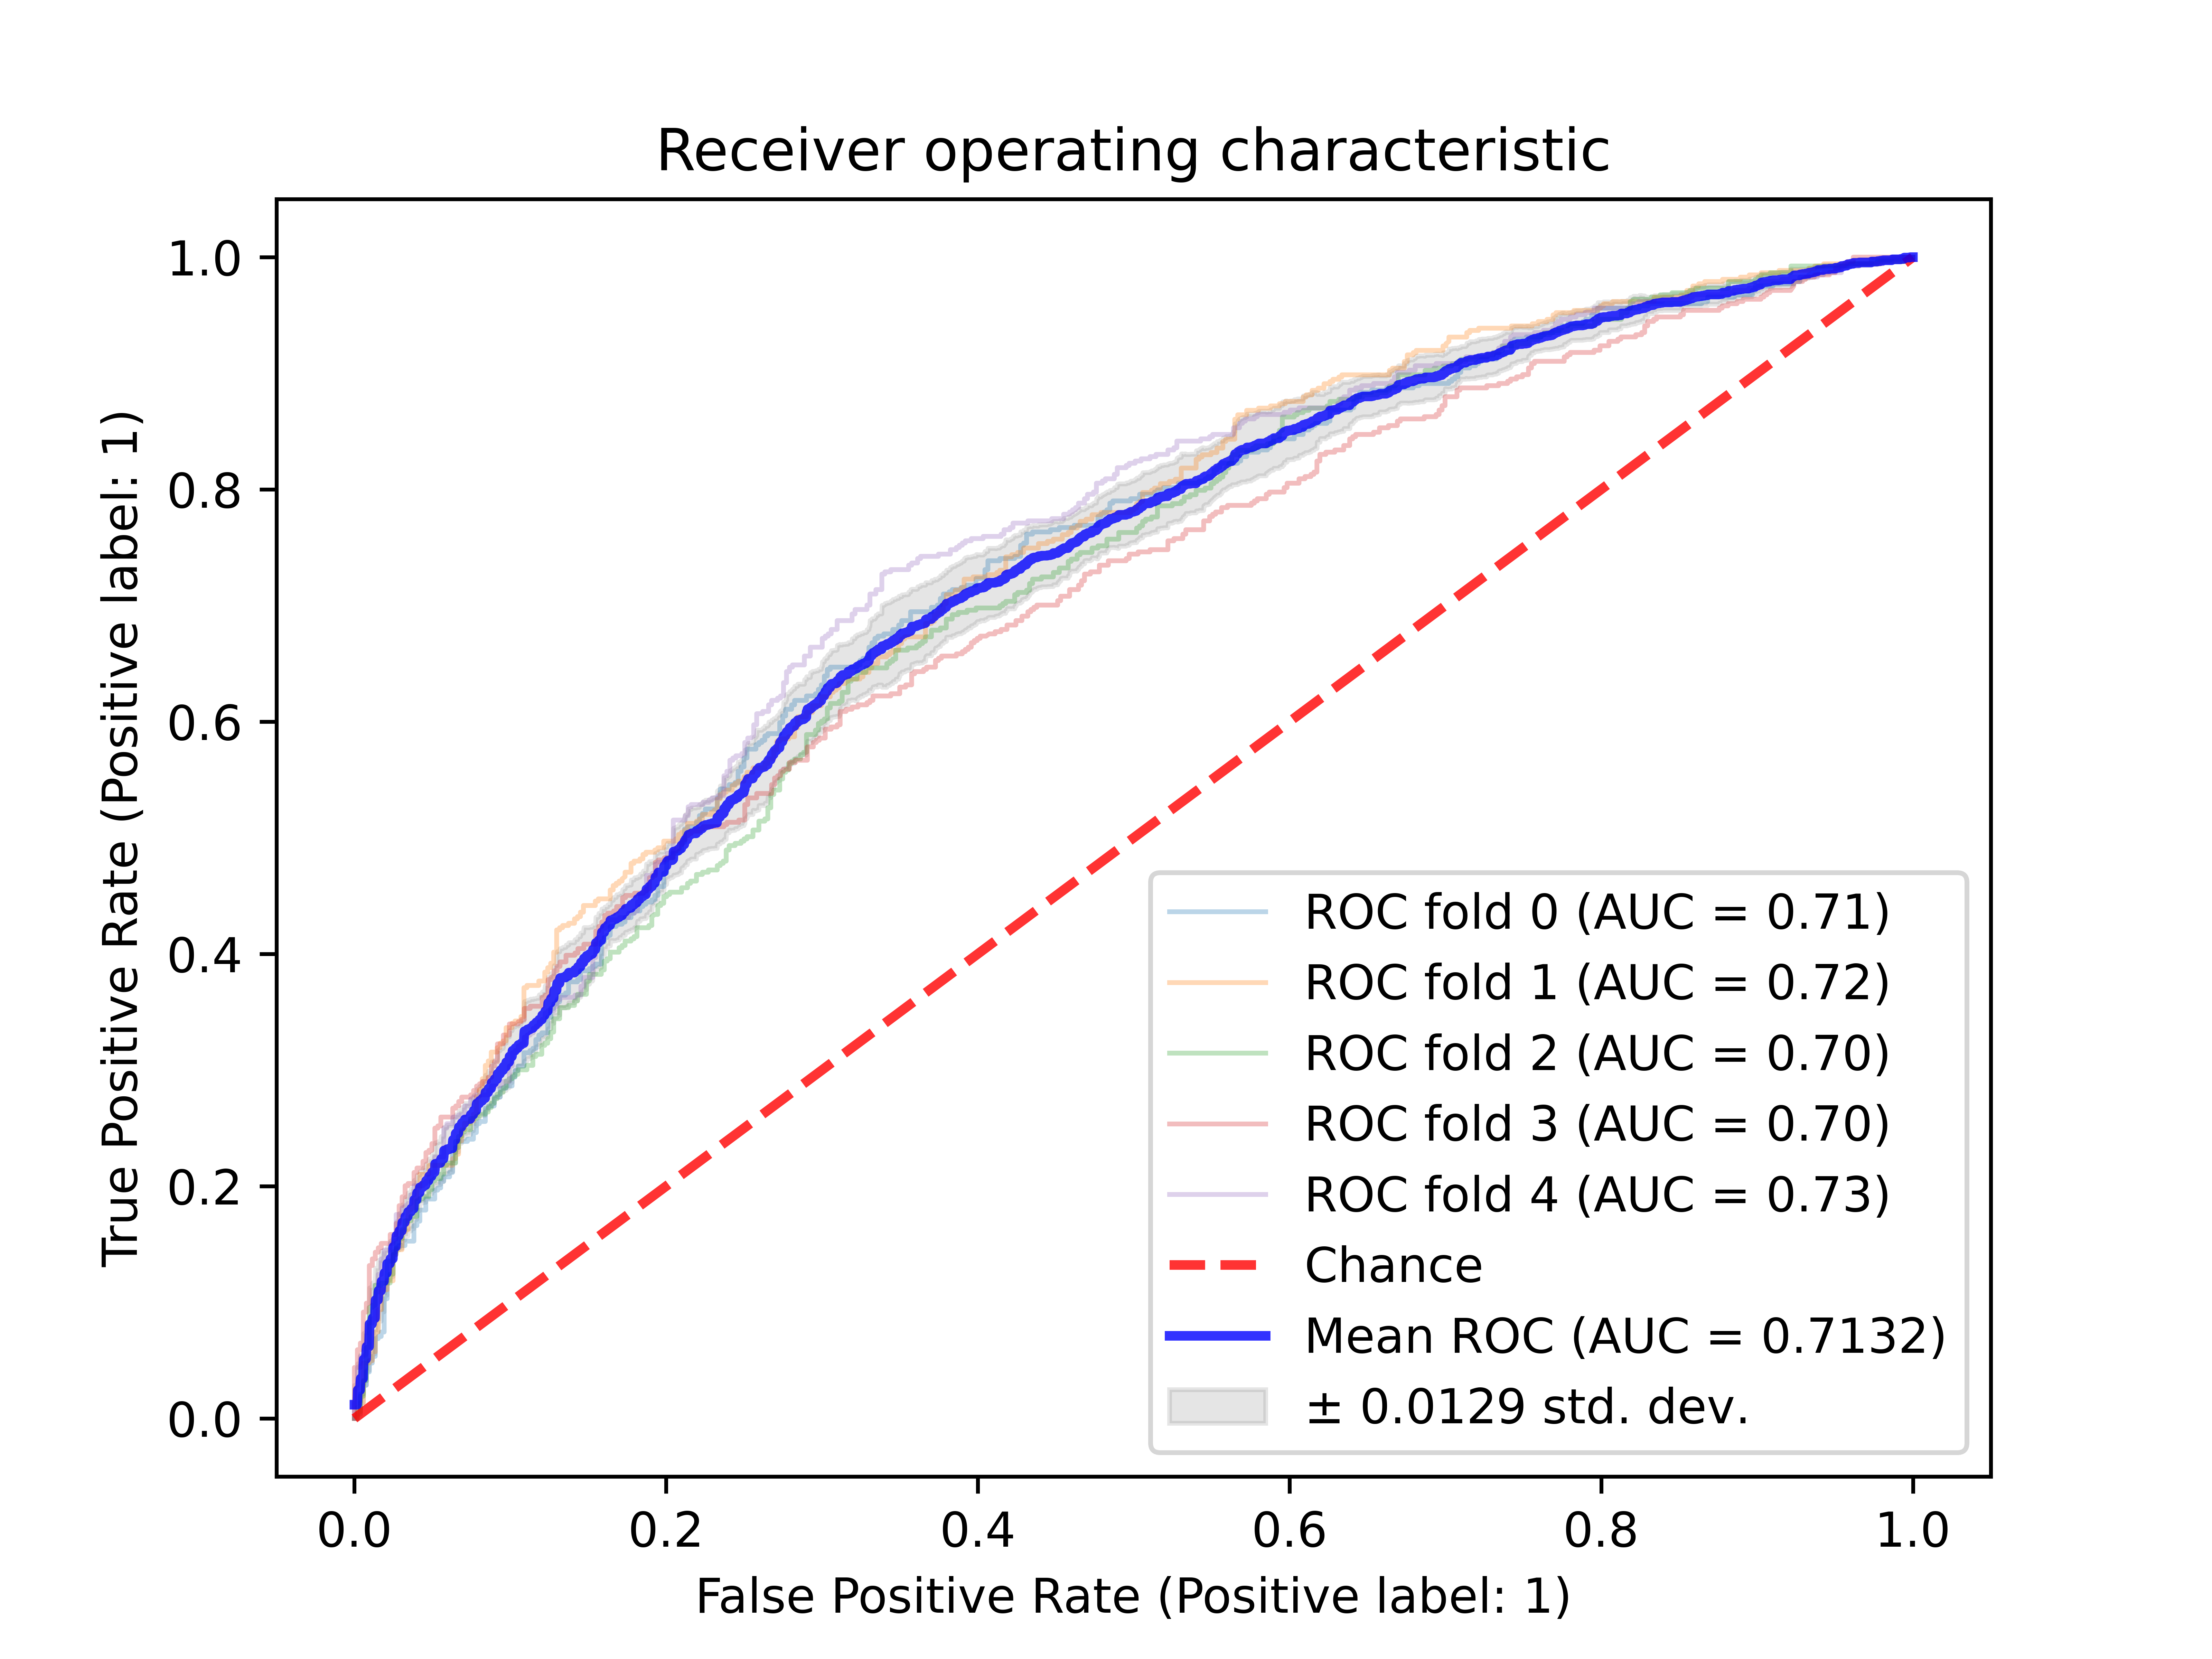 Receiver operating characteristic
True Positive Rate (Positive label: 1)
1.0
0.8
0.6
0.4
0.2
0.0
ROC fold 0 (AUC = 0.71)
ROC fold 1 (AUC = 0.72)
ROC fold 2 (AUC = 0.70)
ROC fold 3 (AUC = 0.70)
ROC fold 4 (AUC = 0.73)
Chance
Mean ROC (AUC = 0.7132)
± 0.0129 std. dev.
0.0 0.2 0.4 0.6 0.8 1.0
False Positive Rate (Positive label: 1)